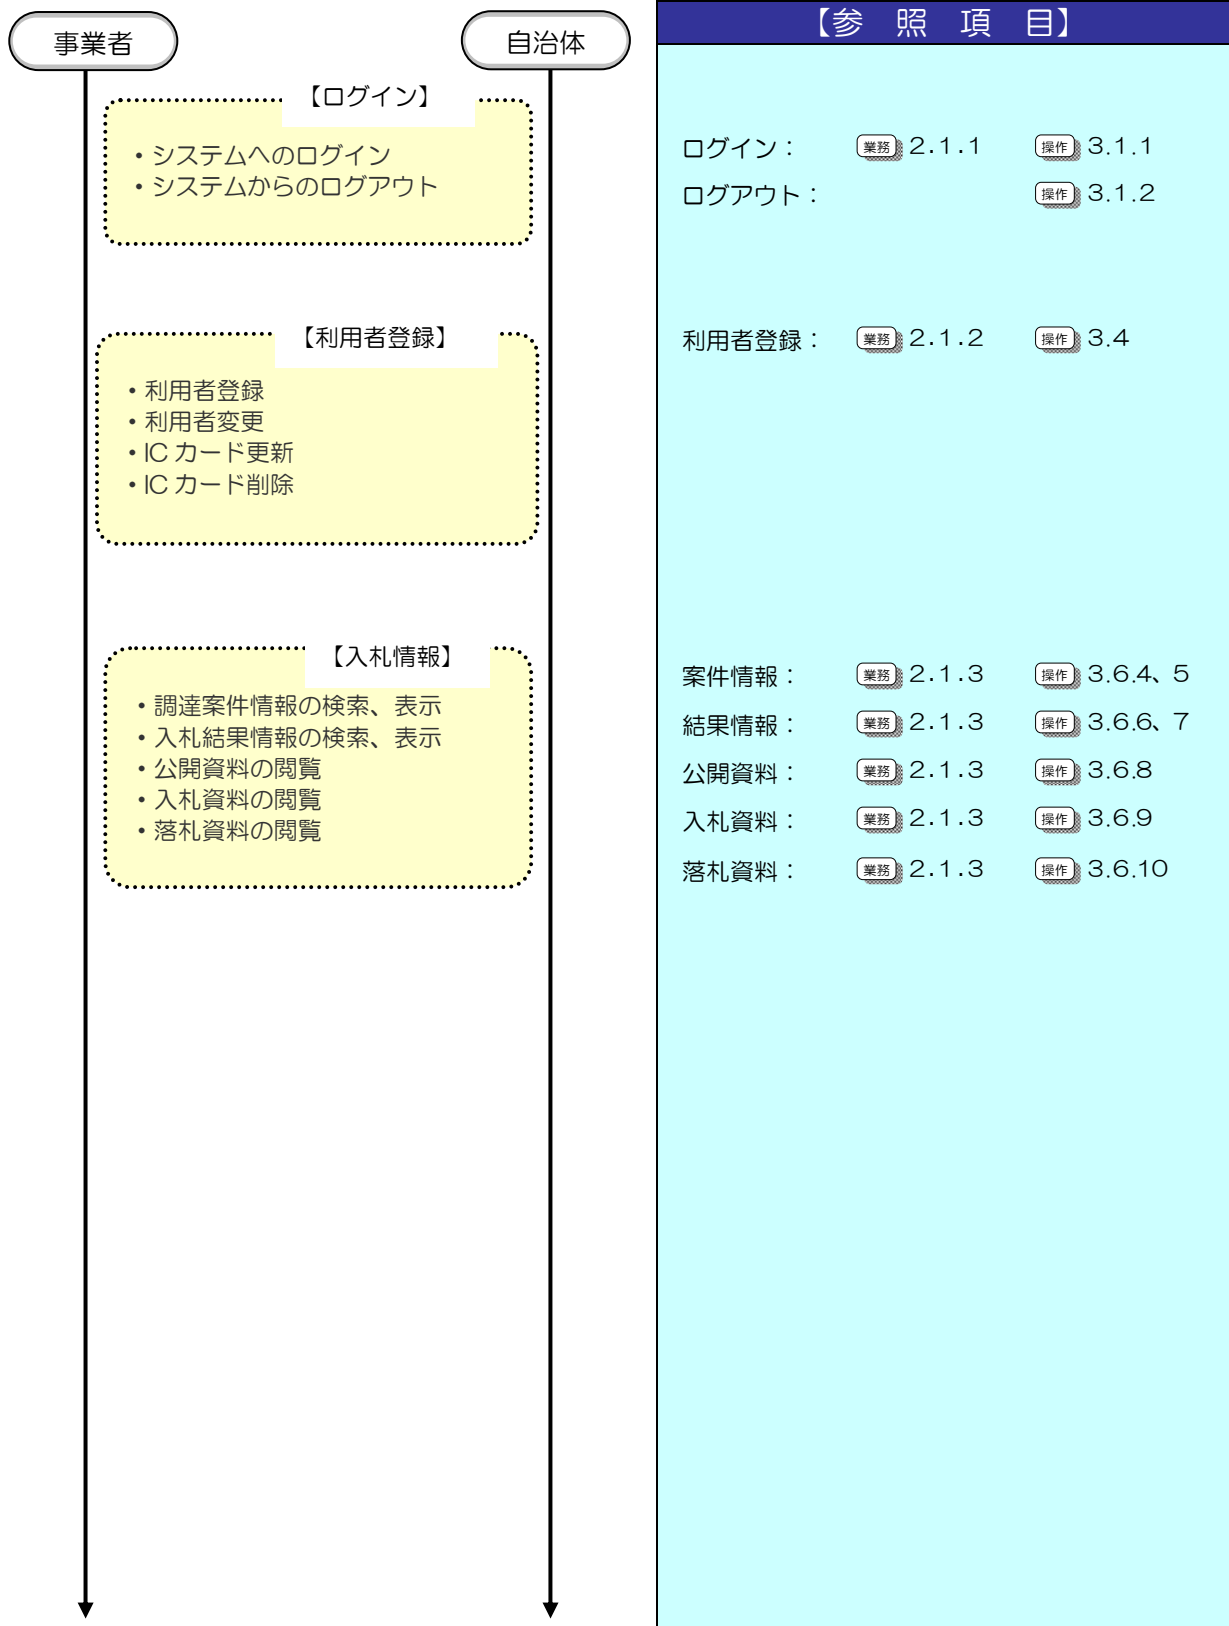 事業者
自治体
【ログイン】
・システムへのログイン
・システムからのログアウト
【利用者登録】
・利用者登録
・利用者変更
・ICカード更新
・ICカード削除
【入札情報】
・調達案件情報の検索、表示
・入札結果情報の検索、表示
・公開資料の閲覧
・入札資料の閲覧
・落札資料の閲覧
【参 照 項 目】
ログイン： 業務 2.1.1 操作 3.1.1
ログアウト： 操作 3.1.2
利用者登録： 業務 2.1.2 操作 3.4
案件情報： 業務 2.1.3 操作 3.6.4、5
結果情報： 業務 2.1.3 操作 3.6.6、7
公開資料： 業務 2.1.3 操作 3.6.8
入札資料： 業務 2.1.3 操作 3.6.9
落札資料： 業務 2.1.3 操作 3.6.10